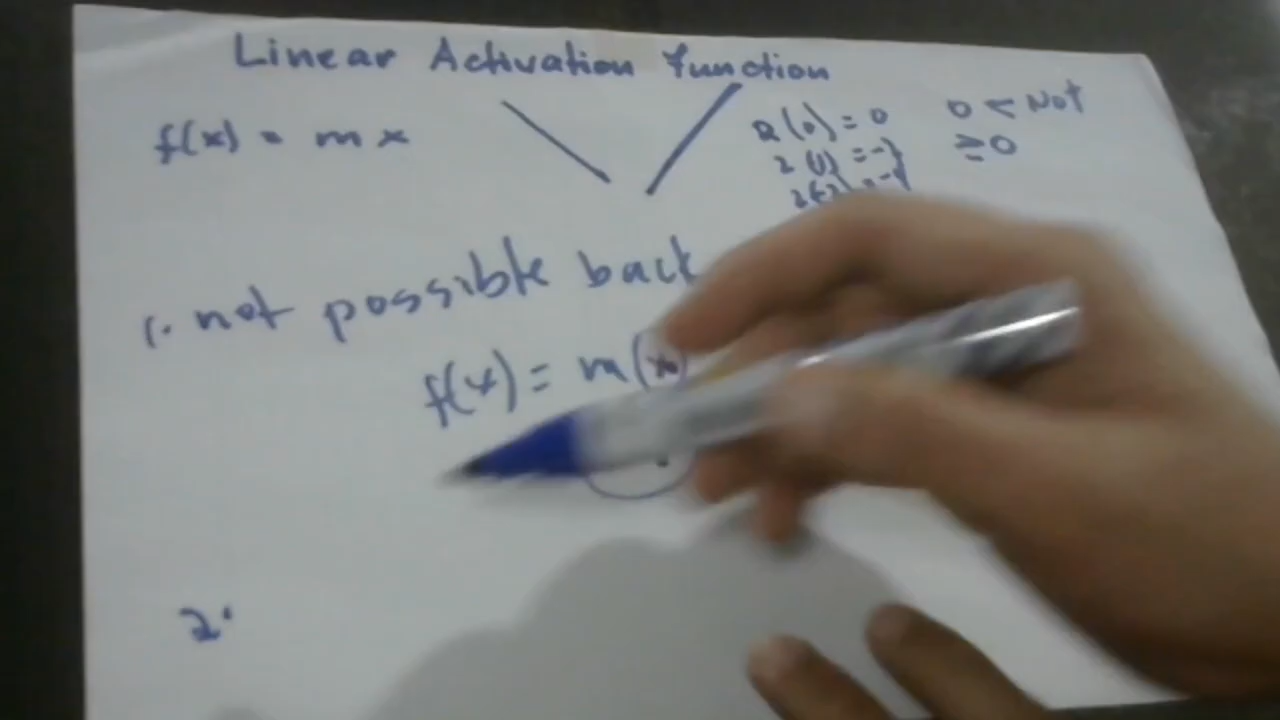 Linear Activation Function
f(x) = mx
2(0) = 0
0 < Not
≥0
1. not possible back
f(x) = m(x)
2.